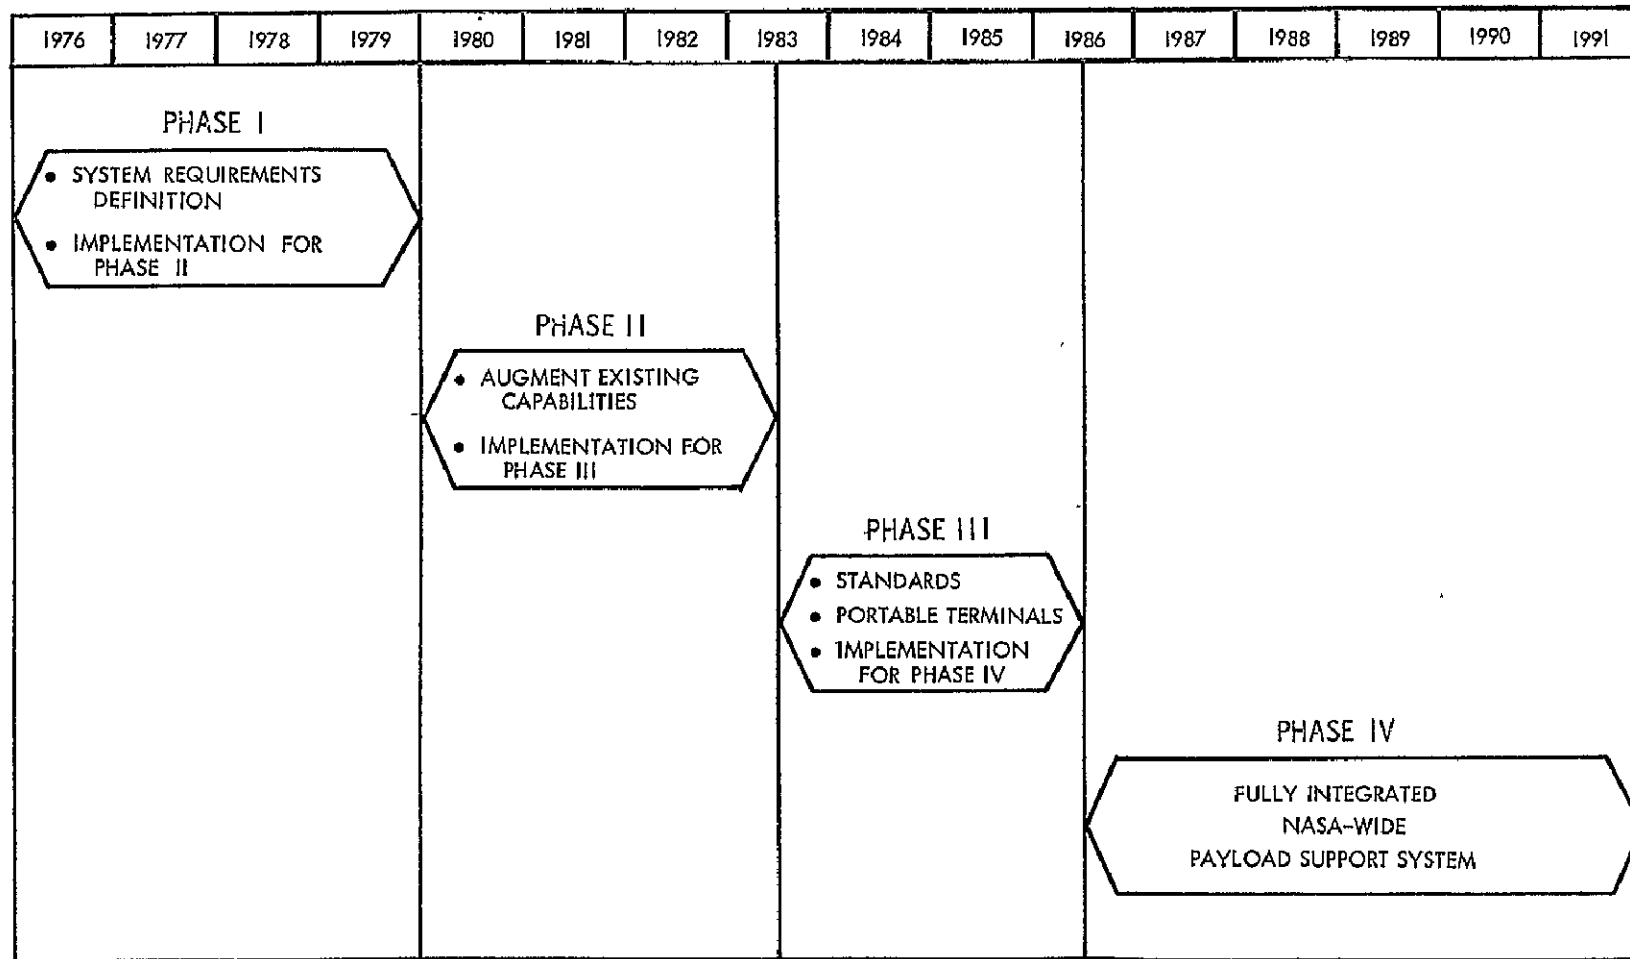 1976 1977 1978 1979 1980 1981 1982 1983 1984 1985 1986 1987 1988 1989 1990 1991
PHASE I
• SYSTEM REQUIREMENTS
DEFINITION
• IMPLEMENTATION FOR
PHASE II
PHASE II
• AUGMENT EXISTING
CAPABILITIES
• IMPLEMENTATION FOR
PHASE III
PHASE III
• STANDARDS
• PORTABLE TERMINALS
• IMPLEMENTATION
FOR PHASE IV
PHASE IV
FULLY INTEGRATED
NASA-WIDE
PAYLOAD SUPPORT SYSTEM